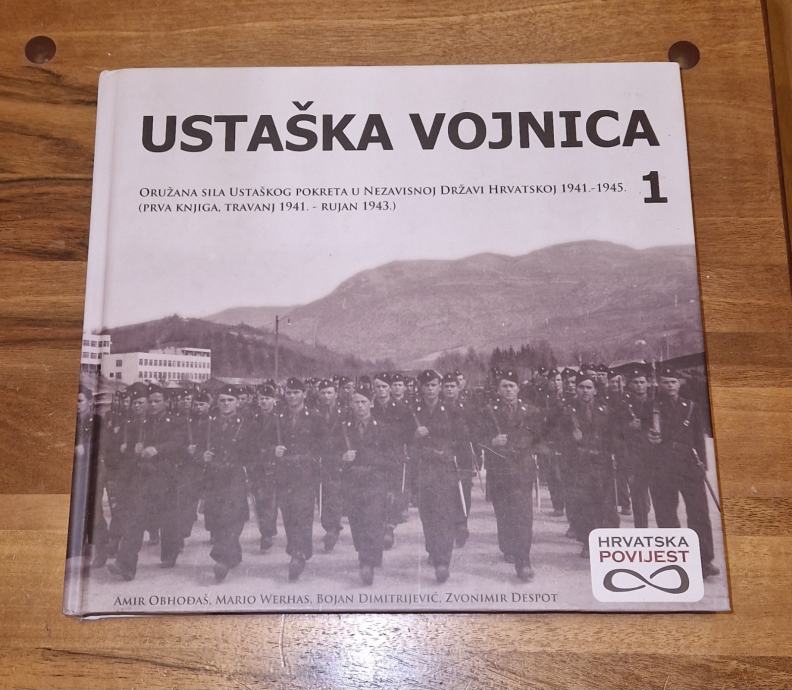 USTAŠKA VOJNICA
ORUŽANA SILA USTAŠKOG POKRETA U NEZAVISNOJ DRŽAVI HRVATSKOJ 1941.-1945.
(PRVA KNJIGA, TRAVANJ 1941. - RUJAN 1943.)
1
HRVATSKA
POVIJEST
AMIR OBHOĐAŠ, MARIO WERHAS, BOJAN DIMITRIJEVIĆ, ZVONIMIR DESPOT